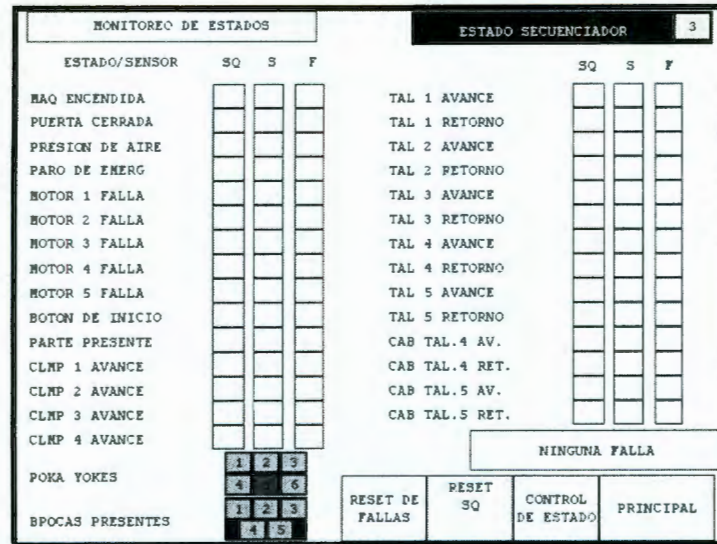 MONITOREO DE ESTADOS
ESTADO SECUENCIADOR 3
ESTADO/SENSOR SQ S F
SQ S F
MAQ ENCENDIDA
PUERTA CERRADA
PRESION DE AIRE
PARO DE EMERG
MOTOR 1 FALLA
MOTOR 2 FALLA
MOTOR 3 FALLA
MOTOR 4 FALLA
MOTOR 5 FALLA
BOTON DE INICIO
PARTE PRESENTE
CLMP 1 AVANCE
CLMP 2 AVANCE
CLMP 3 AVANCE
CLMP 4 AVANCE
TAL 1 AVANCE
TAL 1 RETORNO
TAL 2 AVANCE
TAL 2 RETORNO
TAL 3 AVANCE
TAL 3 RETORNO
TAL 4 AVANCE
TAL 4 RETORNO
TAL 5 AVANCE
TAL 5 RETORNO
CAB TAL.4 AV.
CAB TAL.4 RET.
CAB TAL.5 AV.
CAB TAL.5 RET.
NINGUNA FALLA
POKA YOKES
1 2 3
4 6
BPOCAS PRESENTES
1 2 3
4 5
RESET DE
FALLAS
RESET
SQ
CONTROL
DE ESTADO
PRINCIPAL